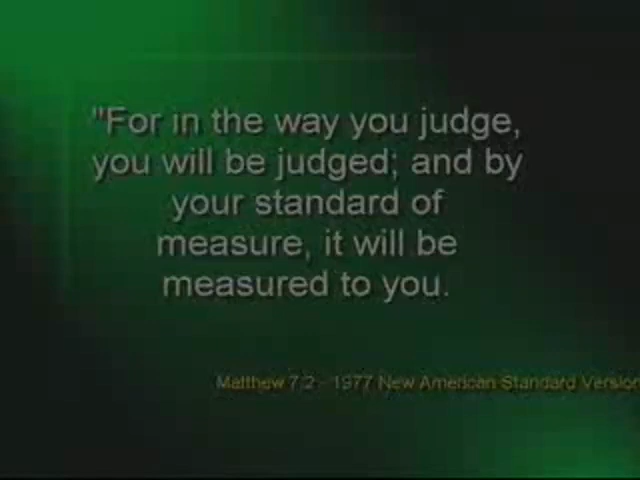 "For in the way you judge,
you will be judged; and by
your standard of
measure, it will be
measured to you.
Matthew 7:2 - 1977 New American Standard Version